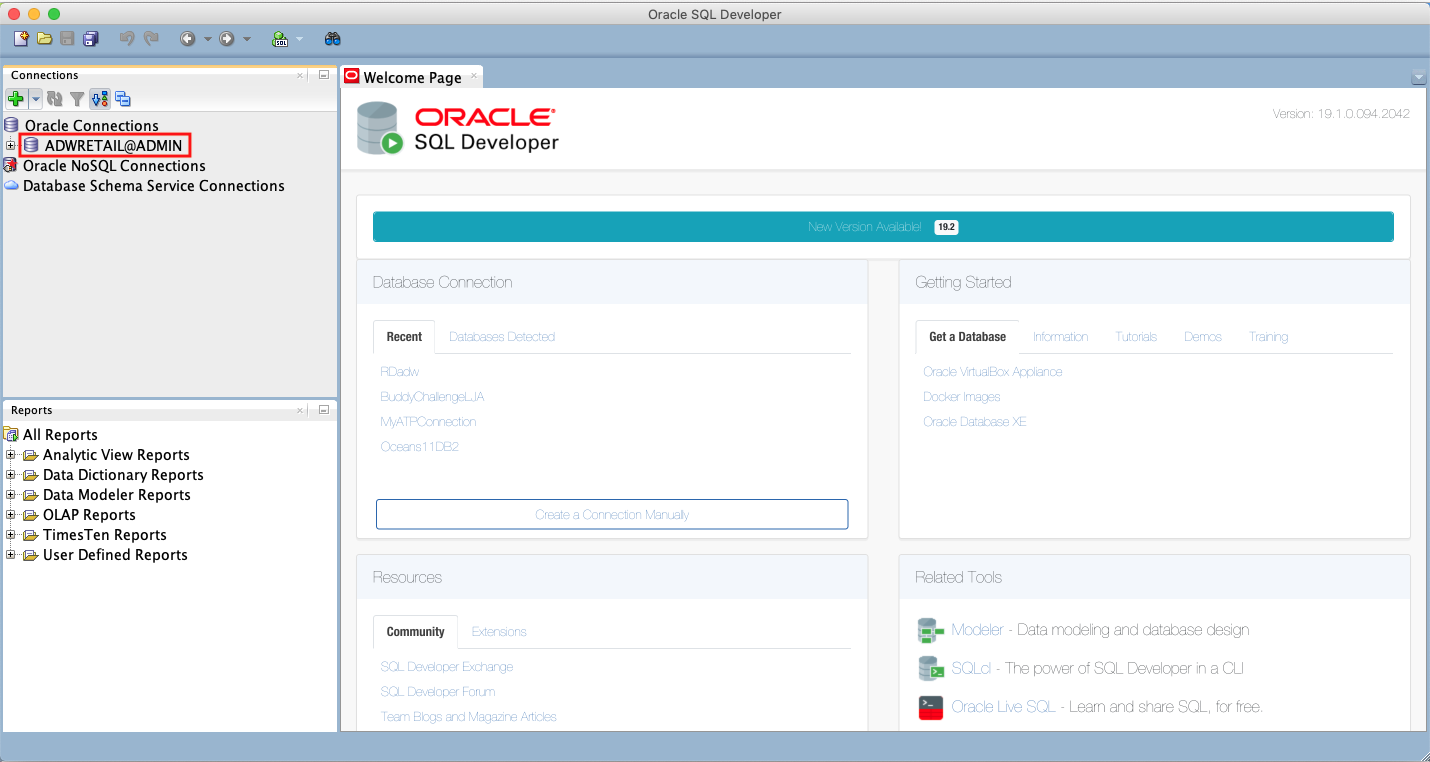 Oracle SQL Developer
SQL
Connections
Oracle Connections
ADWRETAIL@ADMIN
Oracle NoSQL Connections
Database Schema Service Connections
Reports
All Reports
Analytic View Reports
Data Dictionary Reports
Data Modeler Reports
OLAP Reports
TimesTen Reports
User Defined Reports
Welcome Page
ORACLE
SQL Developer
Version: 19.1.0.094.2042
New Version Available! 19.2
Database Connection
Recent Databases Detected
RDadw
BuddyChallengeLJA
MyATPConnection
Oceans11DB2
Create a Connection Manually
Getting Started
Get a Database Information Tutorials Demos Training
Oracle VirtualBox Appliance
Docker Images
Oracle Database XE
Resources
Community Extensions
SQL Developer Exchange
SQL Developer Forum
Team Blogs and Magazine Articles
Related Tools
Modeler - Data modeling and database design
SQLcl - The power of SQL Developer in a CLI
Oracle Live SQL - Learn and share SQL, for free.